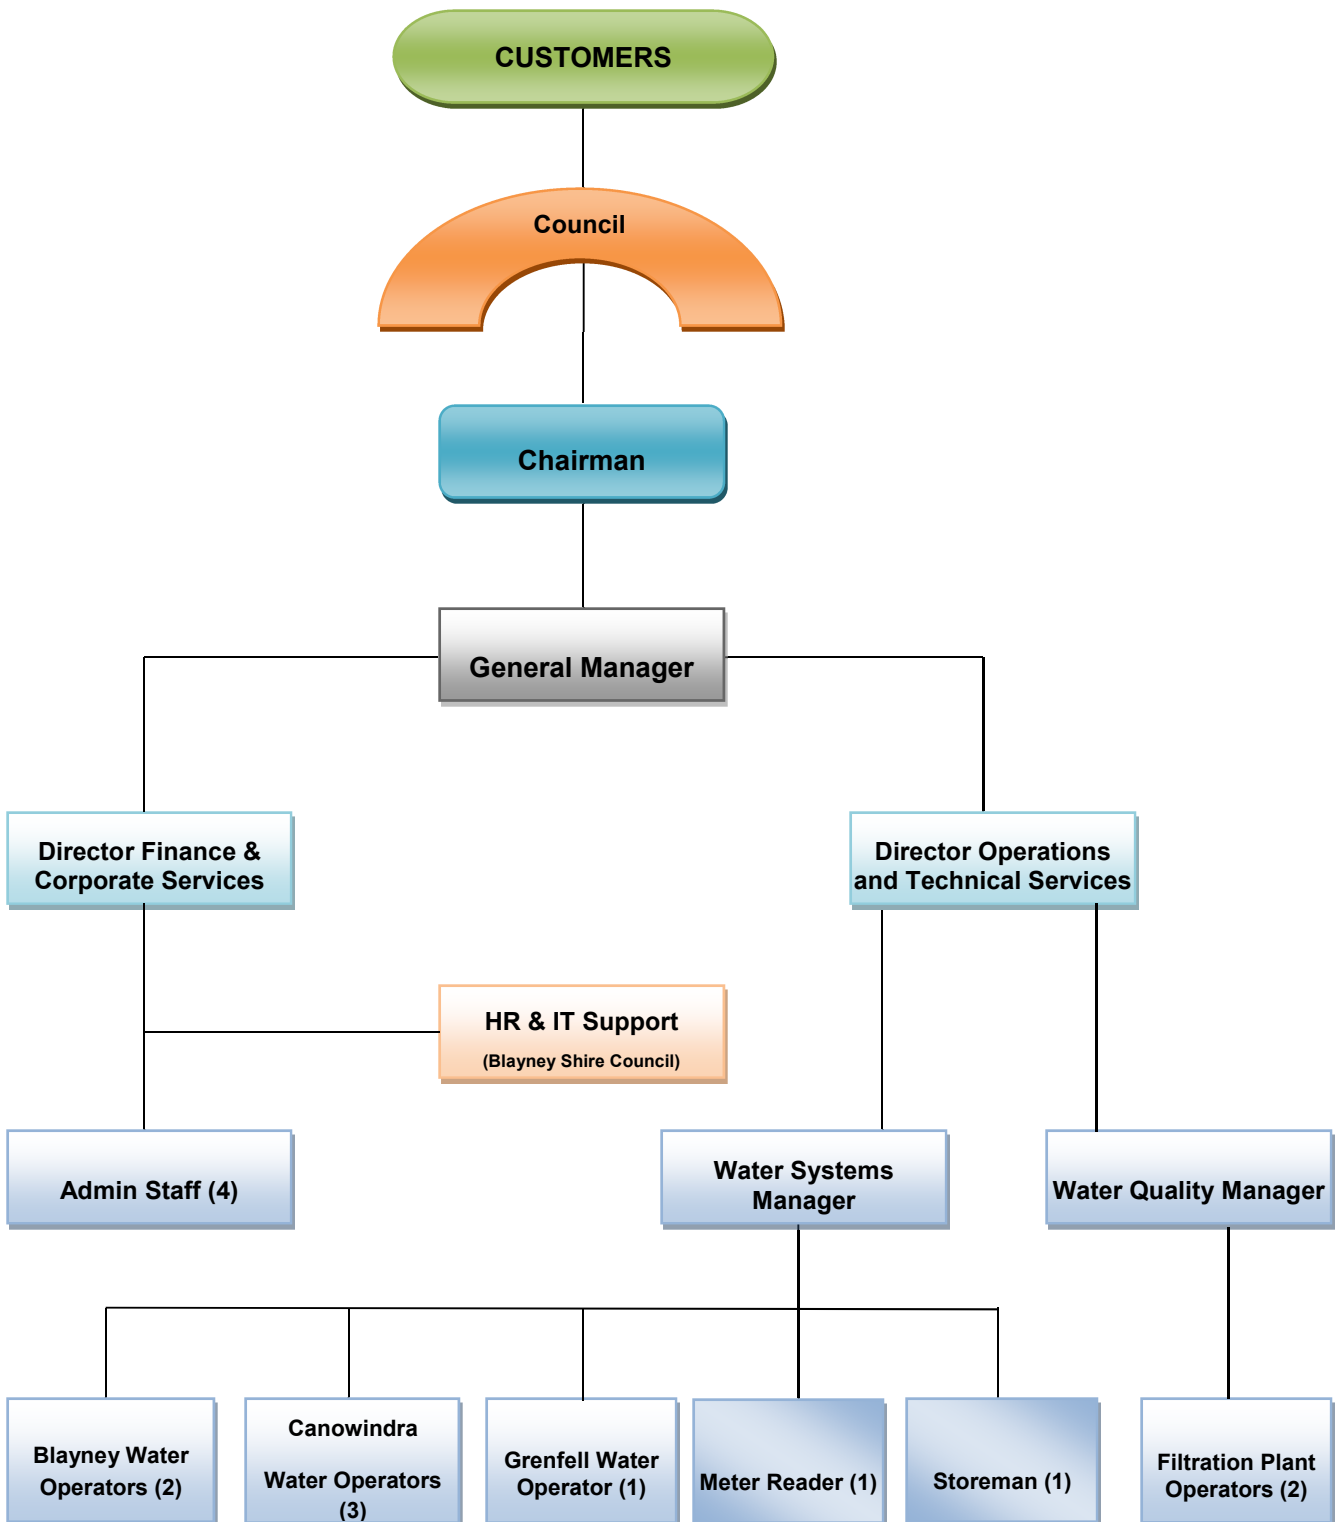 CUSTOMERS
Council
Chairman
General Manager
Director Finance &
Corporate Services
Director Operations
and Technical Services
HR & IT Support
(Blayney Shire Council)
Admin Staff (4)
Water Systems
Manager
Water Quality Manager
Blayney Water
Operators (2)
Canowindra
Water Operators
(3)
Grenfell Water
Operator (1)
Meter Reader (1)
Storeman (1)
Filtration Plant
Operators (2)